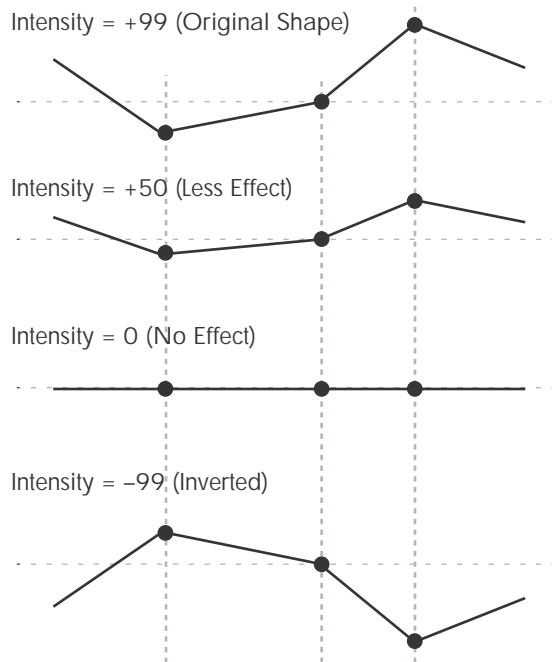 Intensity = +99 (Original Shape)
Intensity = +50 (Less Effect)
Intensity = 0 (No Effect)
Intensity = –99 (Inverted)